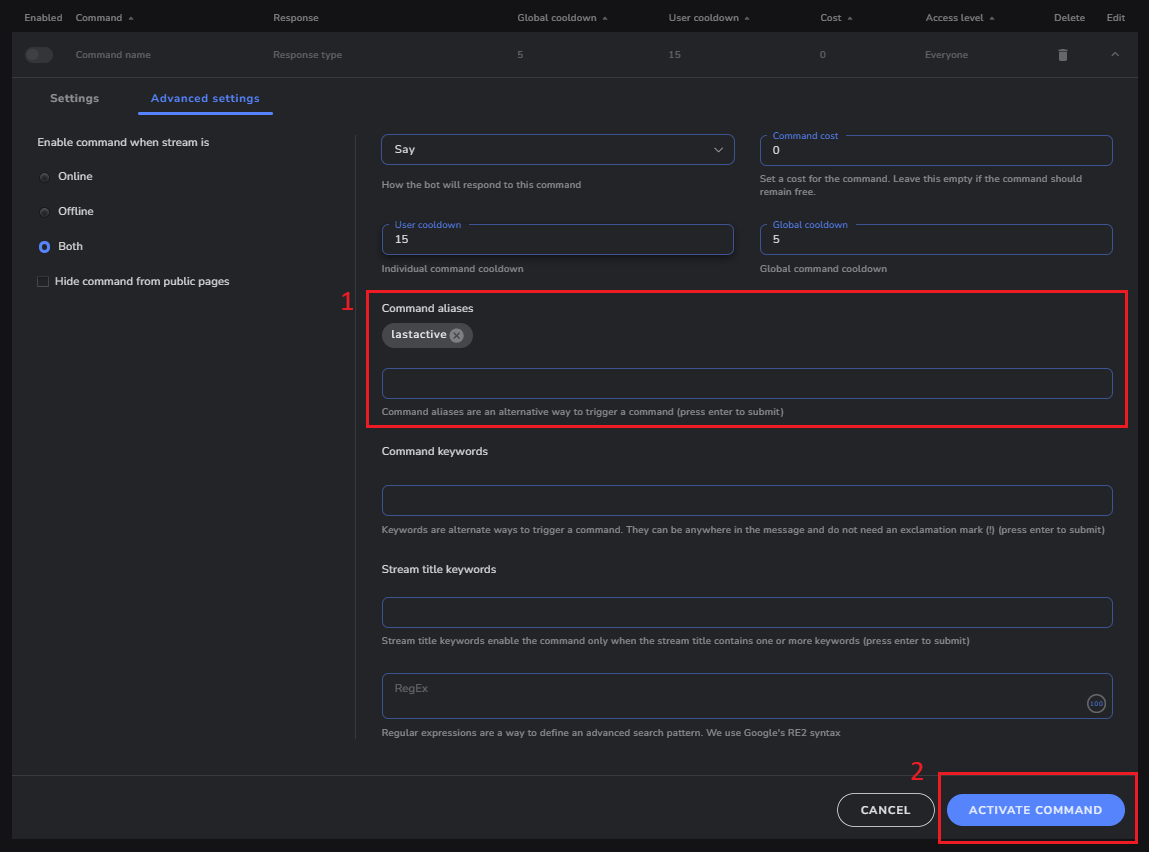 Enabled Command Response Global cooldown User cooldown Cost Access level Delete Edit
Command name Response type 5 15 0 Everyone
Settings Advanced settings
Enable command when stream is
Online
Offline
Both
Hide command from public pages
Say
How the bot will respond to this command
Command cost
0
Set a cost for the command. Leave this empty if the command should
remain free.
User cooldown
15
Individual command cooldown
Global cooldown
5
Global command cooldown
1
Command aliases
lastactive
Command aliases are an alternative way to trigger a command (press enter to submit)
Command keywords
Keywords are alternate ways to trigger a command. They can be anywhere in the message and do not need an exclamation mark (!) (press enter to submit)
Stream title keywords
Stream title keywords enable the command only when the stream title contains one or more keywords (press enter to submit)
RegEx
100
Regular expressions are a way to define an advanced search pattern. We use Google's RE2 syntax
2
CANCEL ACTIVATE COMMAND